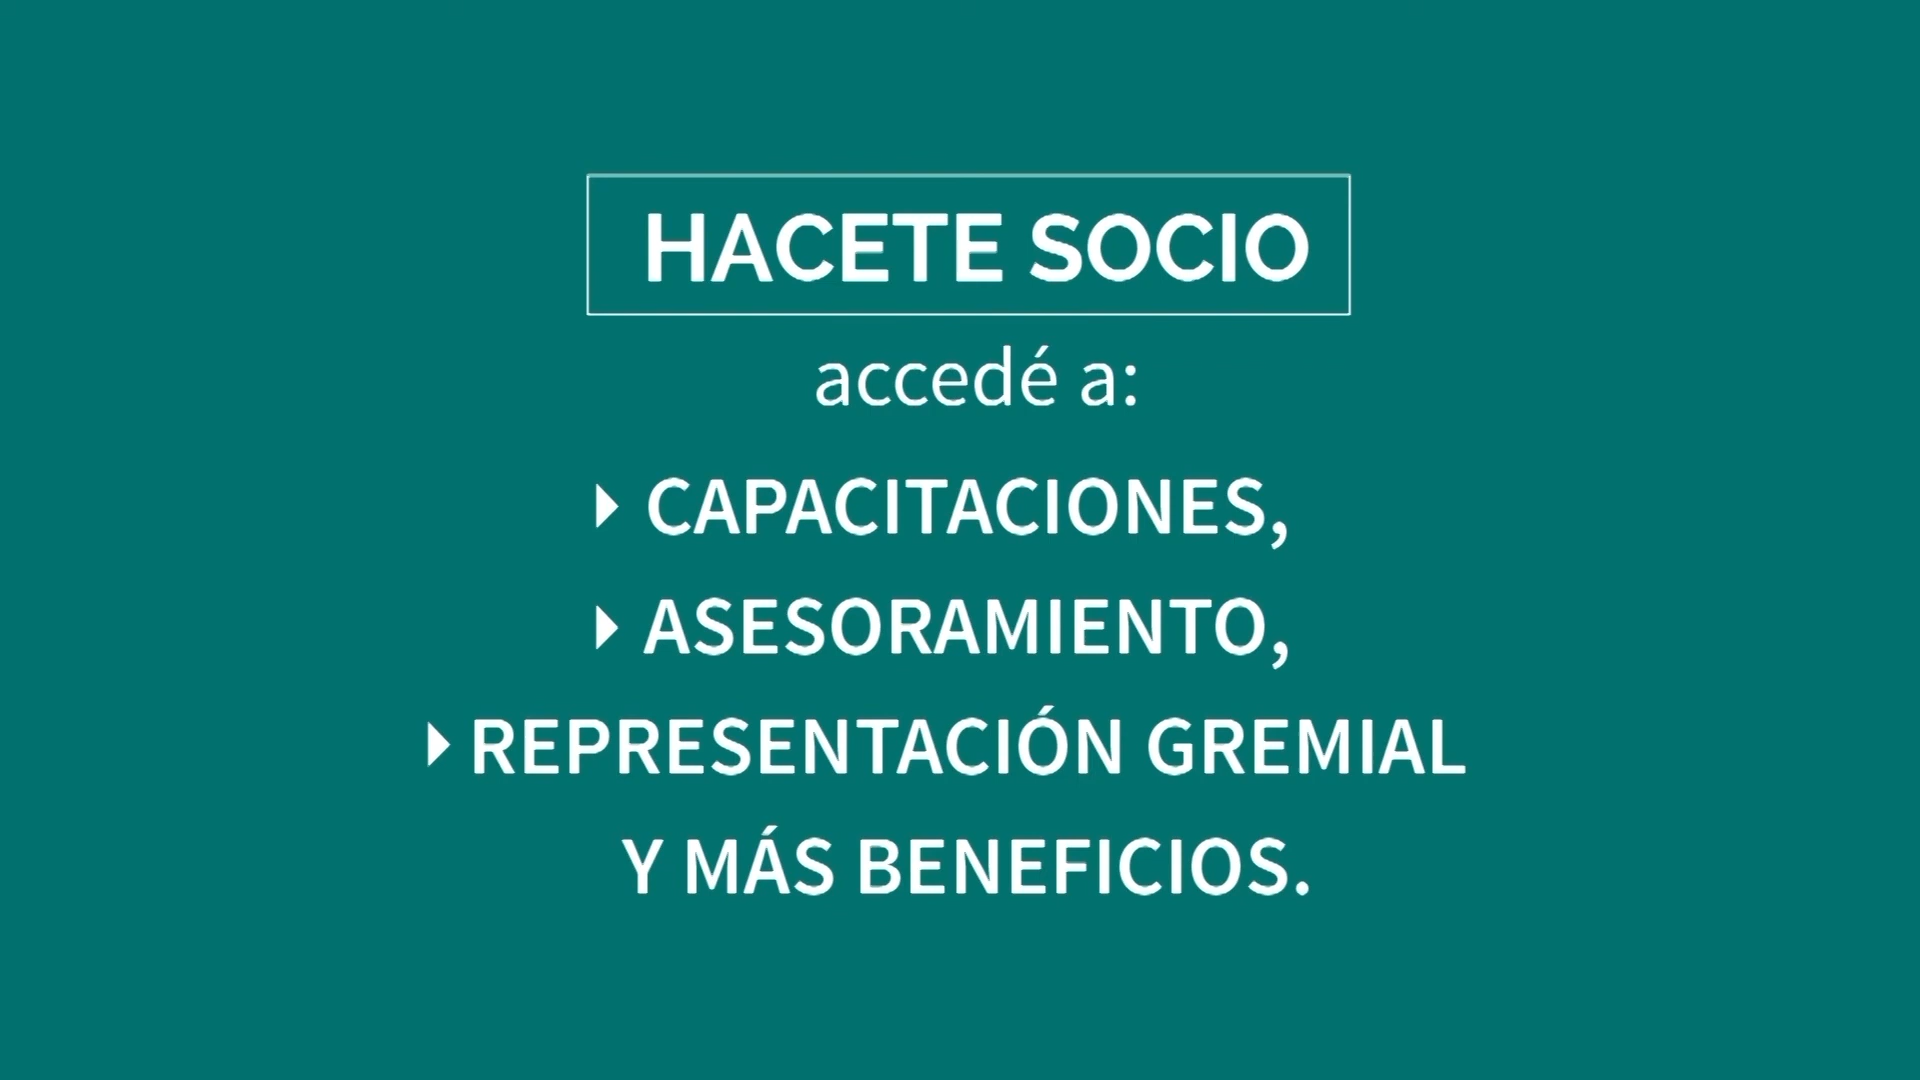 HACETE SOCIO
accedé a:
CAPACITACIONES,
ASESORAMIENTO,
REPRESENTACIÓN GREMIAL
Y MÁS BENEFICIOS.